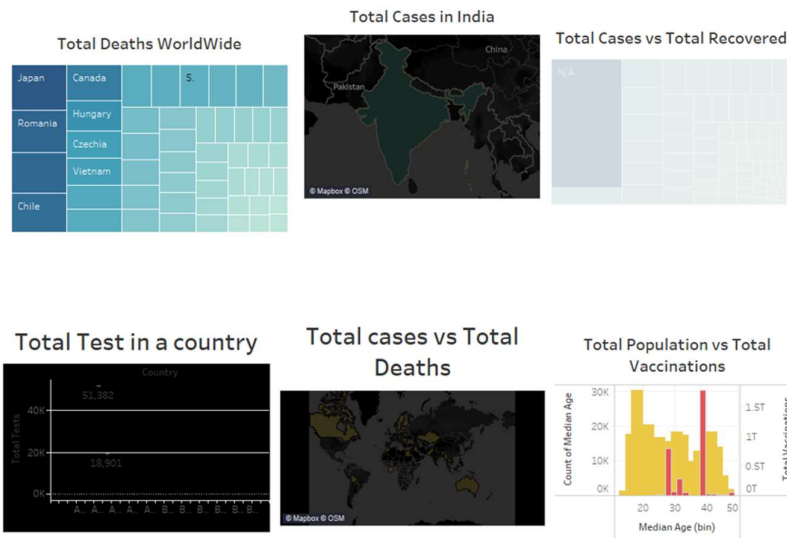 Total Deaths WorldWide
Japan
Canada
S.
Romania
Hungary
Czechia
Vietnam
Chile
Total Cases in India
China
Pakistan
© Mapbox © OSM
Total Cases vs Total Recovered
N/A
Total Test in a country
Country
51,382
40K
18,901
20K
0K
Total Tests
A.. A.. A.. A.. A.. B.. B.. B.. B.. B.. B..
Total cases vs Total
Deaths
© Mapbox © OSM
Total Population vs Total
Vaccinations
30K
20K
10K
0K
Count of Median Age
1.5T
1T
0.5T
0T
Total Vaccinations
20 30 40 50
Median Age (bin)